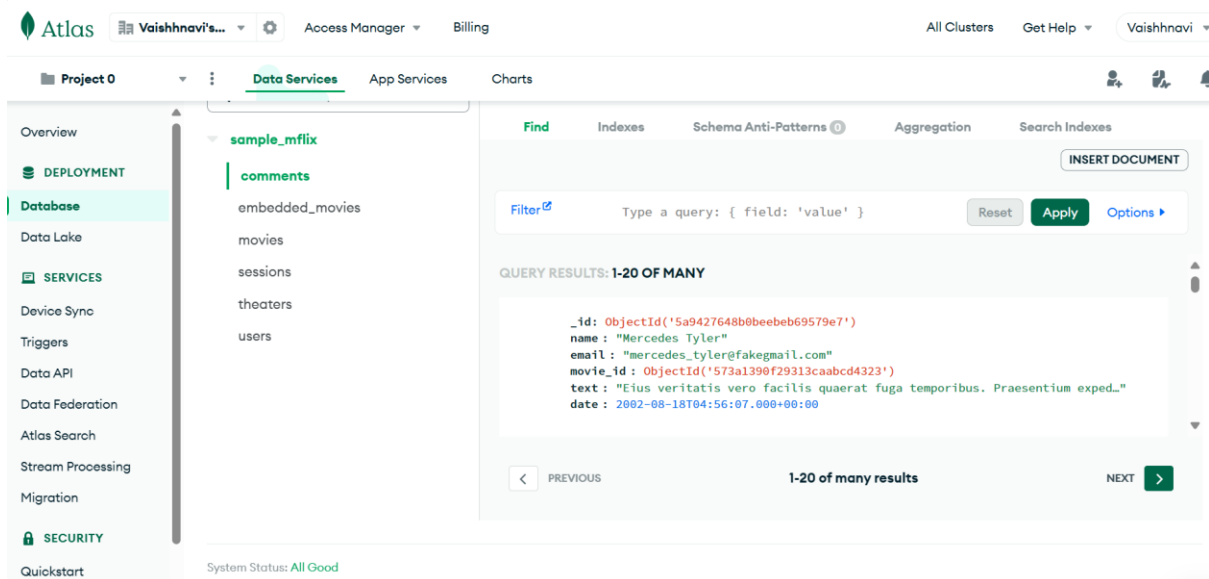 Atlas Vaishhnavi's... Access Manager Billing All Clusters Get Help Vaishhnavi
Project 0 Data Services App Services Charts
Overview
DEPLOYMENT
Database
Data Lake
SERVICES
Device Sync
Triggers
Data API
Data Federation
Atlas Search
Stream Processing
Migration
SECURITY
Quickstart
sample_mflix
comments
embedded_movies
movies
sessions
theaters
users
Find Indexes Schema Anti-Patterns 0 Aggregation Search Indexes
INSERT DOCUMENT
Filter Type a query: { field: 'value' } Reset Apply Options
QUERY RESULTS: 1-20 OF MANY
_id: ObjectId('5a9427648b0beebeb69579e7')
name : "Mercedes Tyler"
email : "mercedes_tyler@fakegmail.com"
movie_id : ObjectId('573a1390f29313caabcd4323')
text : "Eius veritatis vero facilis quaerat fuga temporibus. Praesentium exped…"
date : 2002-08-18T04:56:07.000+00:00
PREVIOUS 1-20 of many results NEXT
System Status: All Good